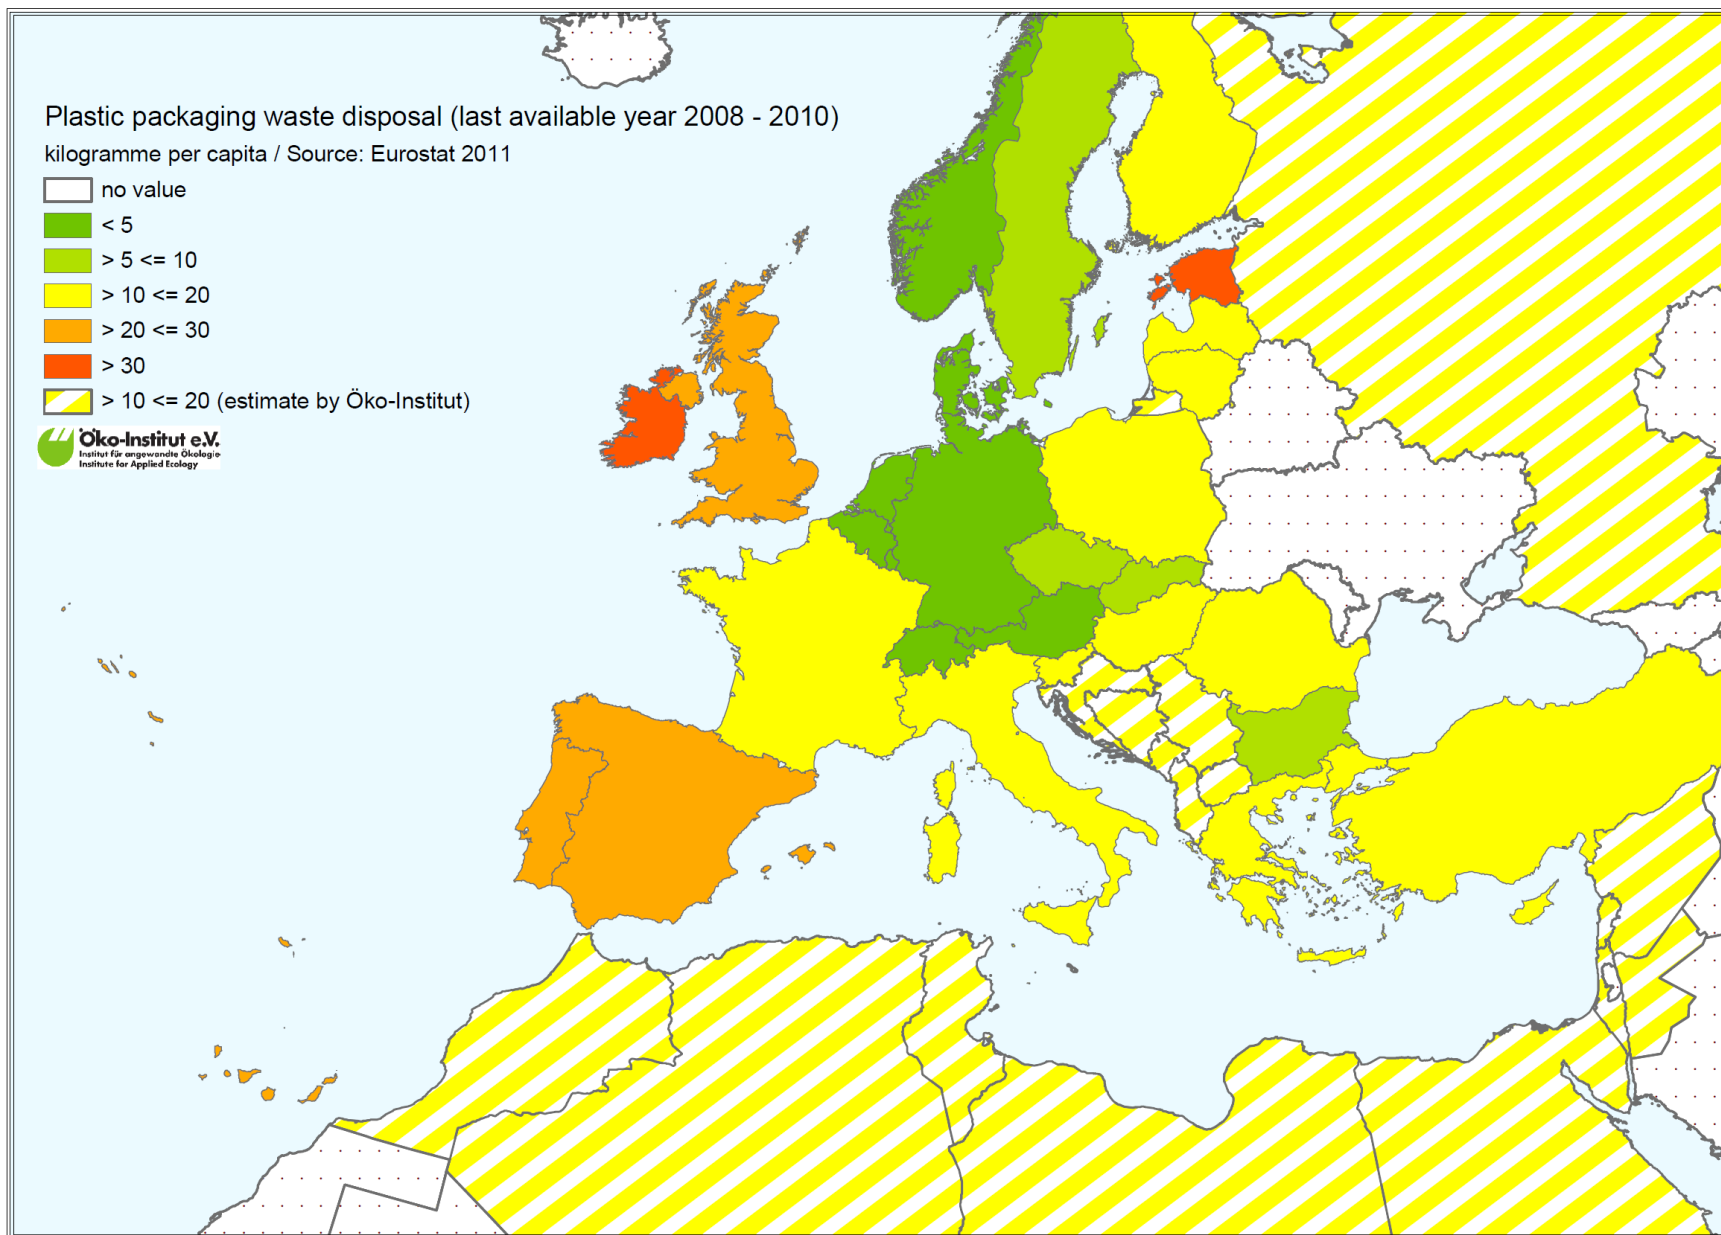 Plastic packaging waste disposal (last available year 2008 - 2010)
kilogramme per capita / Source: Eurostat 2011
no value
< 5
> 5 <= 10
> 10 <= 20
> 20 <= 30
> 30
> 10 <= 20 (estimate by Öko-Institut)
Öko-Institut e.V.
Institut für angewandte Ökologie
Institute for Applied Ecology